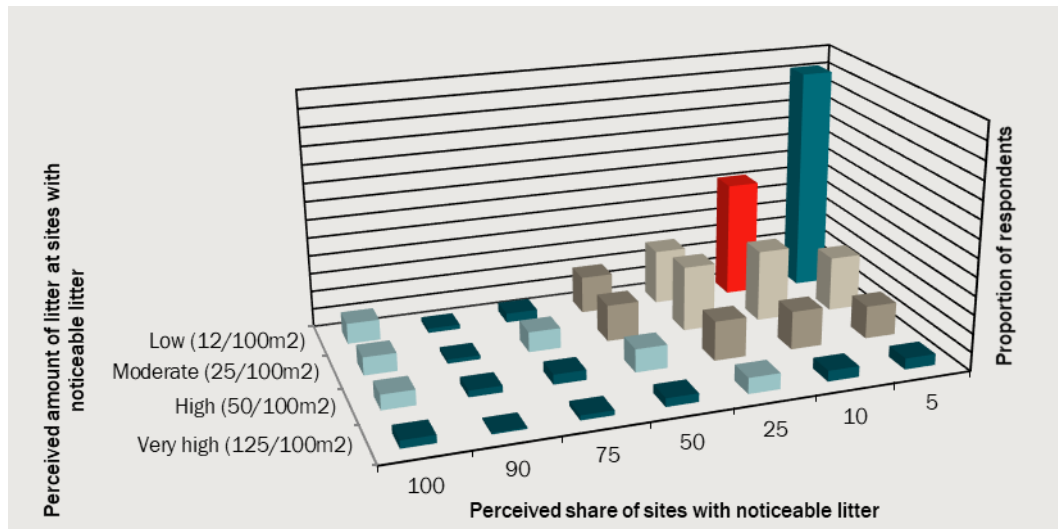 Perceived amount of litter at sites with
noticeable litter
Low (12/100m2)
Moderate (25/100m2)
High (50/100m2)
Very high (125/100m2)
100
90
75
50
25
10
5
Perceived share of sites with noticeable litter
Proportion of respondents